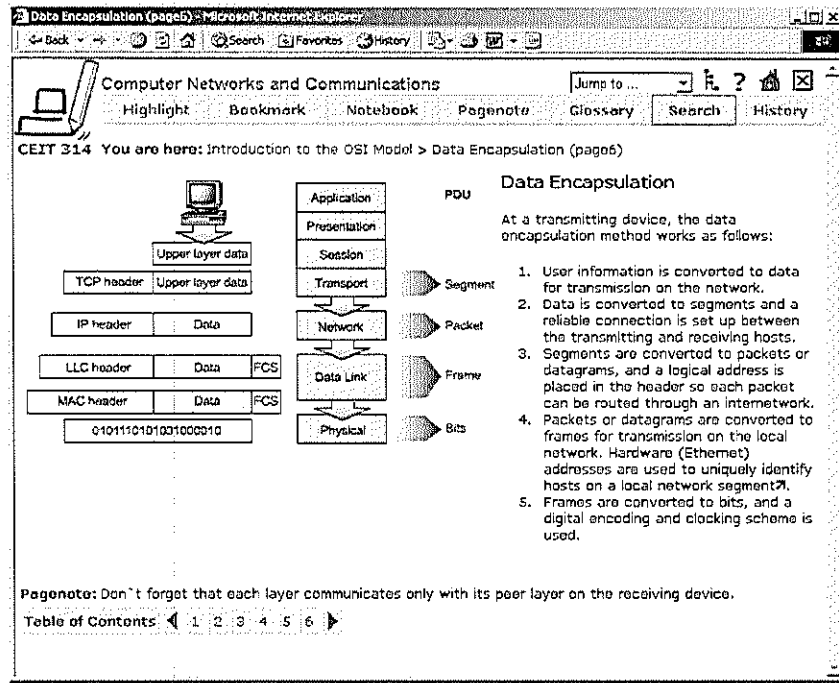 Data Encapsulation (page6) - Microsoft Internet Explorer
Back Search Favorites History
Computer Networks and Communications Jump to ... ?
Highlight Bookmark Notebook Pagenote Glossary Search History
CEIT 314 You are here: Introduction to the OSI Model > Data Encapsulation (page6)
Application
Presentation
Session
Transport
Network
Data Link
Physical
Upper layer data
TCP header Upper layer data
IP header Data
LLC header Data FCS
MAC header Data FCS
0101110101001000010
PDU
Segment
Packet
Frame
Bits
Data Encapsulation
At a transmitting device, the data
encapsulation method works as follows:
1. User information is converted to data
for transmission on the network.
2. Data is converted to segments and a
reliable connection is set up between
the transmitting and receiving hosts.
3. Segments are converted to packets or
datagrams, and a logical address is
placed in the header so each packet
can be routed through an internetwork.
4. Packets or datagrams are converted to
frames for transmission on the local
network. Hardware (Ethernet)
addresses are used to uniquely identify
hosts on a local network segment.
5. Frames are converted to bits, and a
digital encoding and clocking scheme is
used.
Pagenote: Don`t forget that each layer communicates only with its peer layer on the receiving device.
Table of Contents 1 2 3 4 5 6